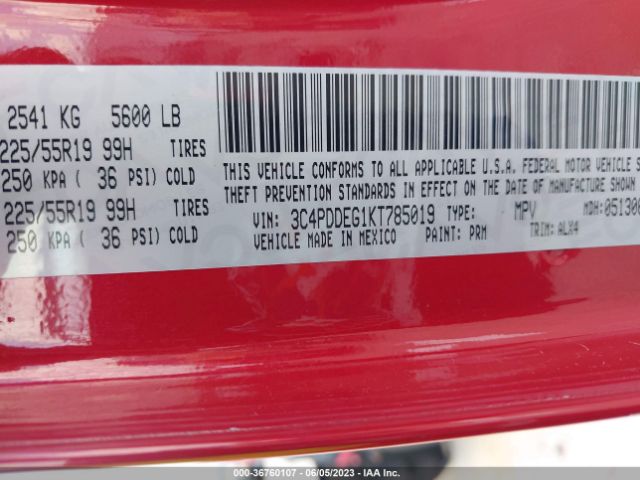 2541 KG 5600 LB
225/55R19 99H TIRES
250 KPA ( 36 PSI) COLD
225/55R19 99H TIRES
250 KPA ( 36 PSI) COLD
THIS VEHICLE CONFORMS TO ALL APPLICABLE U.S.A. FEDERAL MOTOR VEHICLE S
THEFT PREVENTION STANDARDS IN EFFECT ON THE DATE OF MANUFACTURE SHOWN
VIN: 3C4PDDEG1KT785019 TYPE: MPV MDH: 051300
VEHICLE MADE IN MEXICO PAINT: PRM TRIM: ALX4
000-36760107 - 06/05/2023 - IAA Inc.